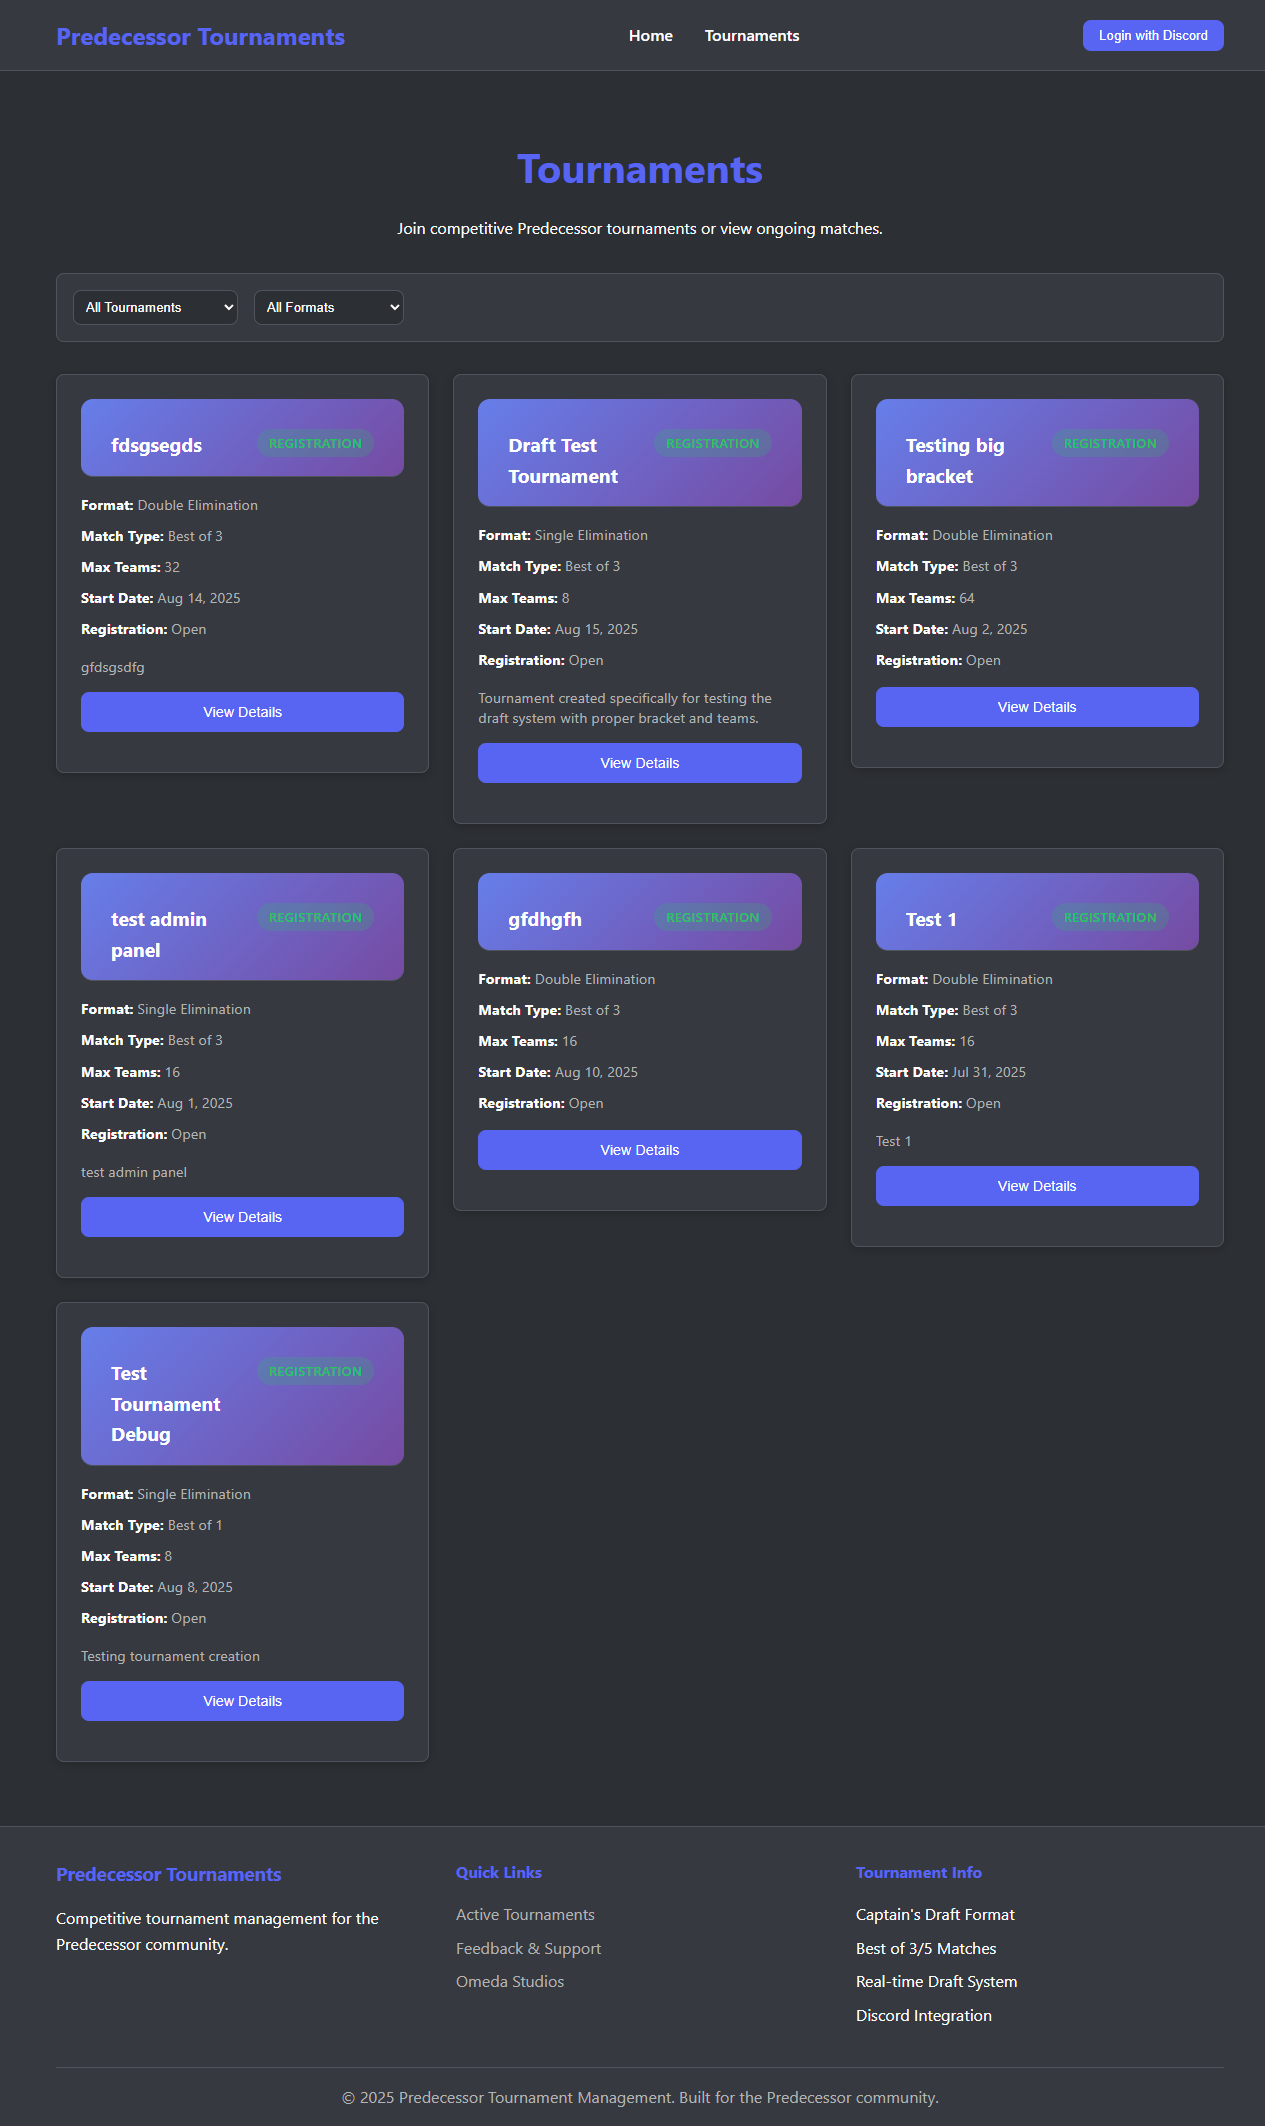 Predecessor Tournaments
Home
Tournaments
Login with Discord
Tournaments
Join competitive Predecessor tournaments or view ongoing matches.
All Tournaments
All Formats
fdsgsegds
REGISTRATION
Format: Double Elimination
Match Type: Best of 3
Max Teams: 32
Start Date: Aug 14, 2025
Registration: Open
gfdsgsdfg
View Details
Draft Test
Tournament
REGISTRATION
Format: Single Elimination
Match Type: Best of 3
Max Teams: 8
Start Date: Aug 15, 2025
Registration: Open
Tournament created specifically for testing the
draft system with proper bracket and teams.
View Details
Testing big
bracket
REGISTRATION
Format: Double Elimination
Match Type: Best of 3
Max Teams: 64
Start Date: Aug 2, 2025
Registration: Open
View Details
test admin
panel
REGISTRATION
Format: Single Elimination
Match Type: Best of 3
Max Teams: 16
Start Date: Aug 1, 2025
Registration: Open
test admin panel
View Details
gfdhgfh
REGISTRATION
Format: Double Elimination
Match Type: Best of 3
Max Teams: 16
Start Date: Aug 10, 2025
Registration: Open
View Details
Test 1
REGISTRATION
Format: Double Elimination
Match Type: Best of 3
Max Teams: 16
Start Date: Jul 31, 2025
Registration: Open
Test 1
View Details
Test
Tournament
Debug
REGISTRATION
Format: Single Elimination
Match Type: Best of 1
Max Teams: 8
Start Date: Aug 8, 2025
Registration: Open
Testing tournament creation
View Details
Predecessor Tournaments
Competitive tournament management for the
Predecessor community.
Quick Links
Active Tournaments
Feedback & Support
Omeda Studios
Tournament Info
Captain's Draft Format
Best of 3/5 Matches
Real-time Draft System
Discord Integration
© 2025 Predecessor Tournament Management. Built for the Predecessor community.